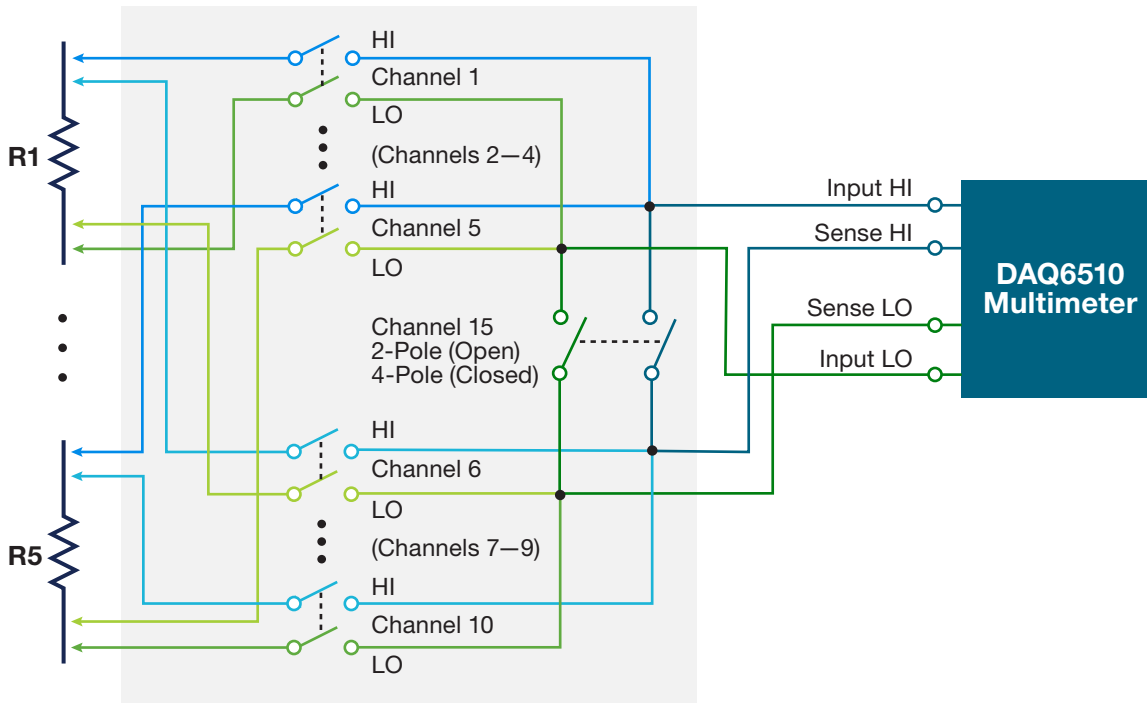 HI
Channel 1
LO
(Channels 2—4)
R1
HI
Channel 5
LO
Input HI
Sense HI
DAQ6510
Multimeter
Sense LO
Input LO
Channel 15
2-Pole (Open)
4-Pole (Closed)
HI
Channel 6
LO
(Channels 7—9)
R5
HI
Channel 10
LO